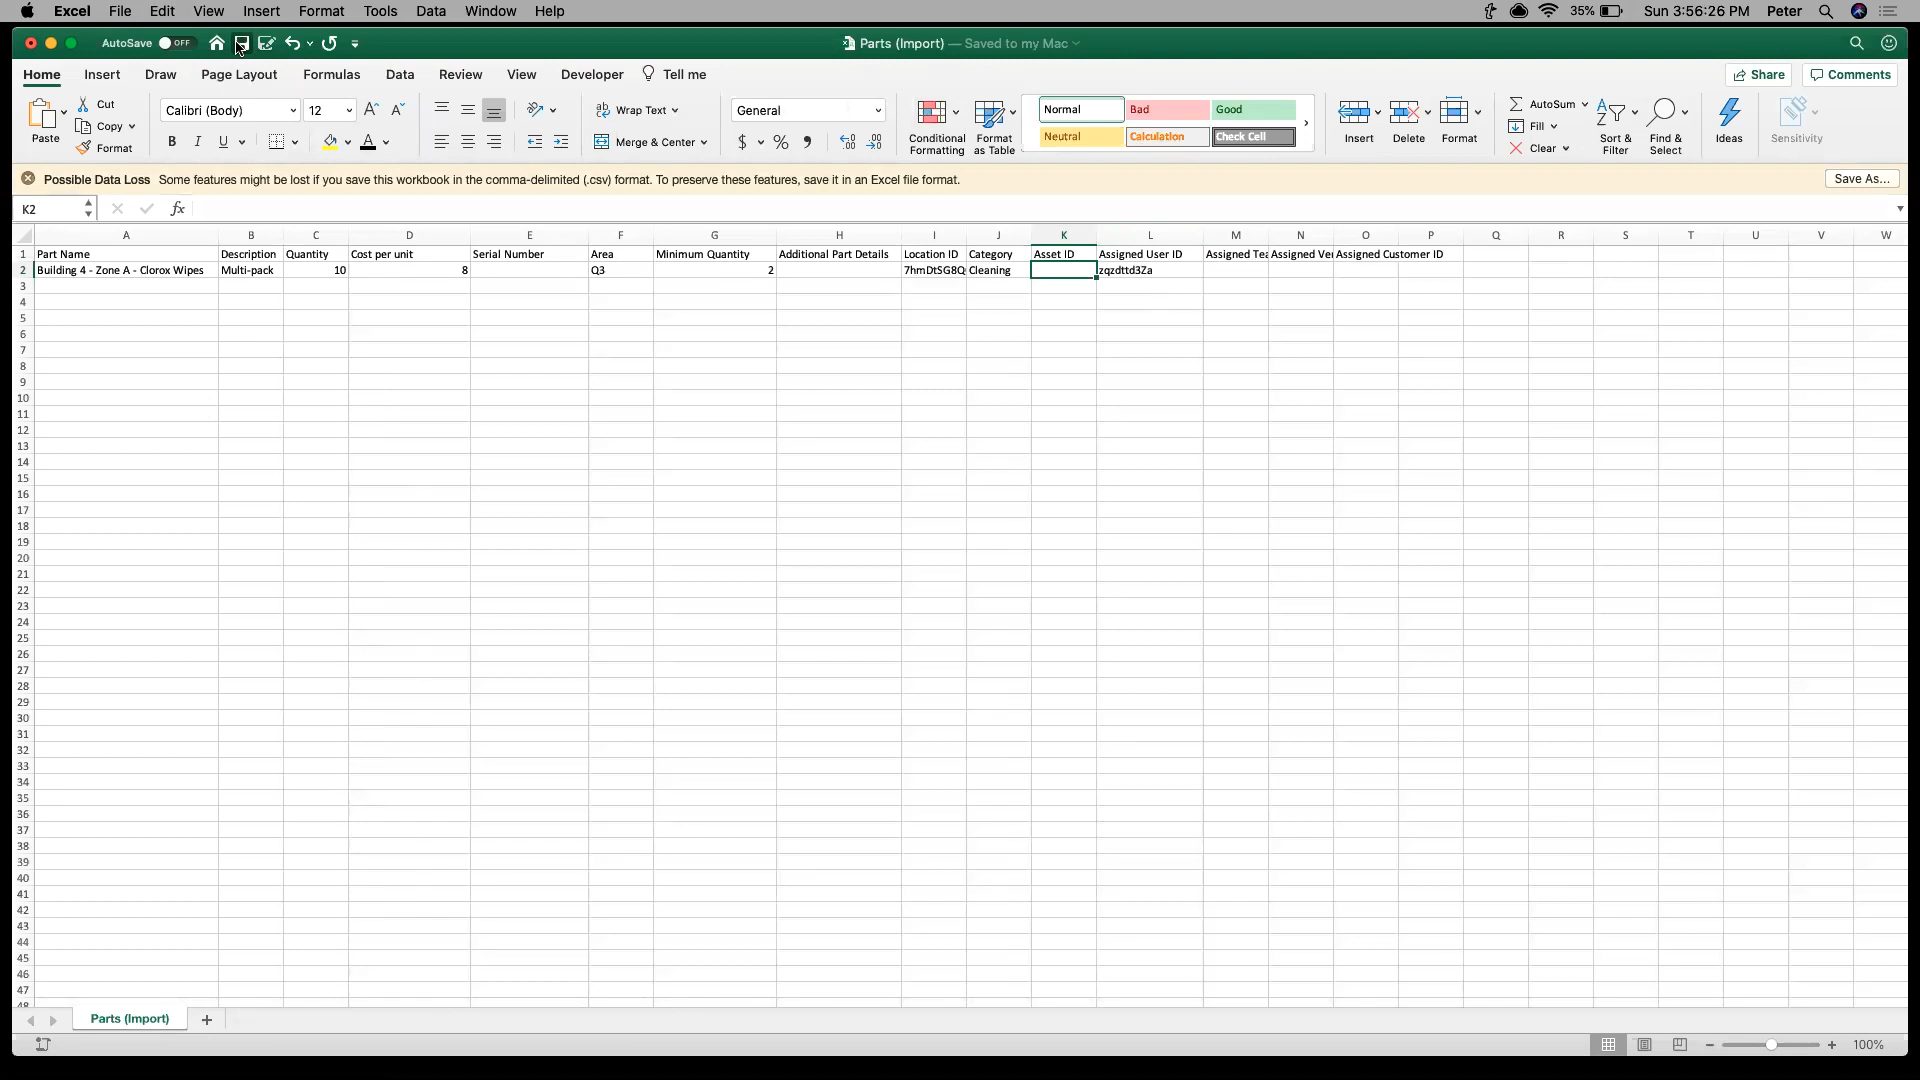 Excel File Edit View Insert Format Tools Data Window Help 35% Sun 3:56:26 PM Peter
AutoSave OFF Parts (Import) — Saved to my Mac
Home Insert Draw Page Layout Formulas Data Review View Developer Tell me Share Comments
Paste Cut Copy Format
Calibri (Body) 12
B I U A
ab Wrap Text
Merge & Center
General
$ % 9
Conditional Formatting
Format as Table
Normal Bad Good
Neutral Calculation Check Cell
Insert Delete Format
AutoSum
Fill
Clear
Sort & Filter
Find & Select
Ideas
Sensitivity
Possible Data Loss Some features might be lost if you save this workbook in the comma-delimited (.csv) format. To preserve these features, save it in an Excel file format. Save As...
K2 fx
A B C D E F G H I J K L M N O P Q R S T U V W
1 Part Name Description Quantity Cost per unit Serial Number Area Minimum Quantity Additional Part Details Location ID Category Asset ID Assigned User ID Assigned Tea Assigned Ver Assigned Customer ID
2 Building 4 - Zone A - Clorox Wipes Multi-pack 10 8 Q3 2 7hmDtSG8Q Cleaning zqzdttd3Za
3
4
5
6
7
8
9
10
11
12
13
14
15
16
17
18
19
20
21
22
23
24
25
26
27
28
29
30
31
32
33
34
35
36
37
38
39
40
41
42
43
44
45
46
47
48
Parts (Import) +
100%